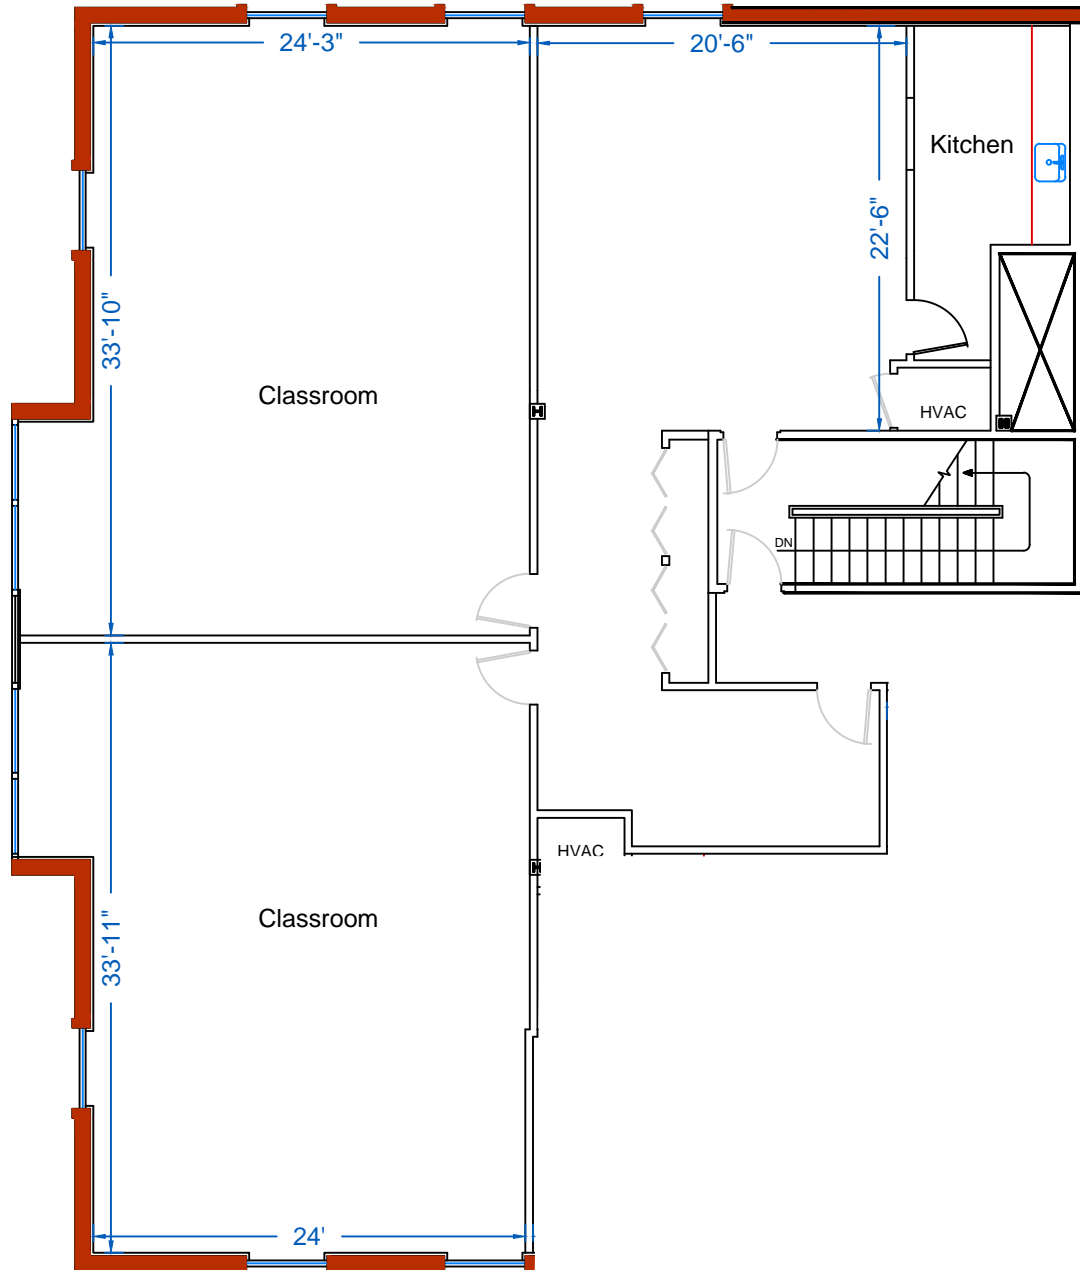 24'-3"
20'-6"
Kitchen
22'-6"
33'-10"
Classroom
HVAC
DN
HVAC
Classroom
33'-11"
24'